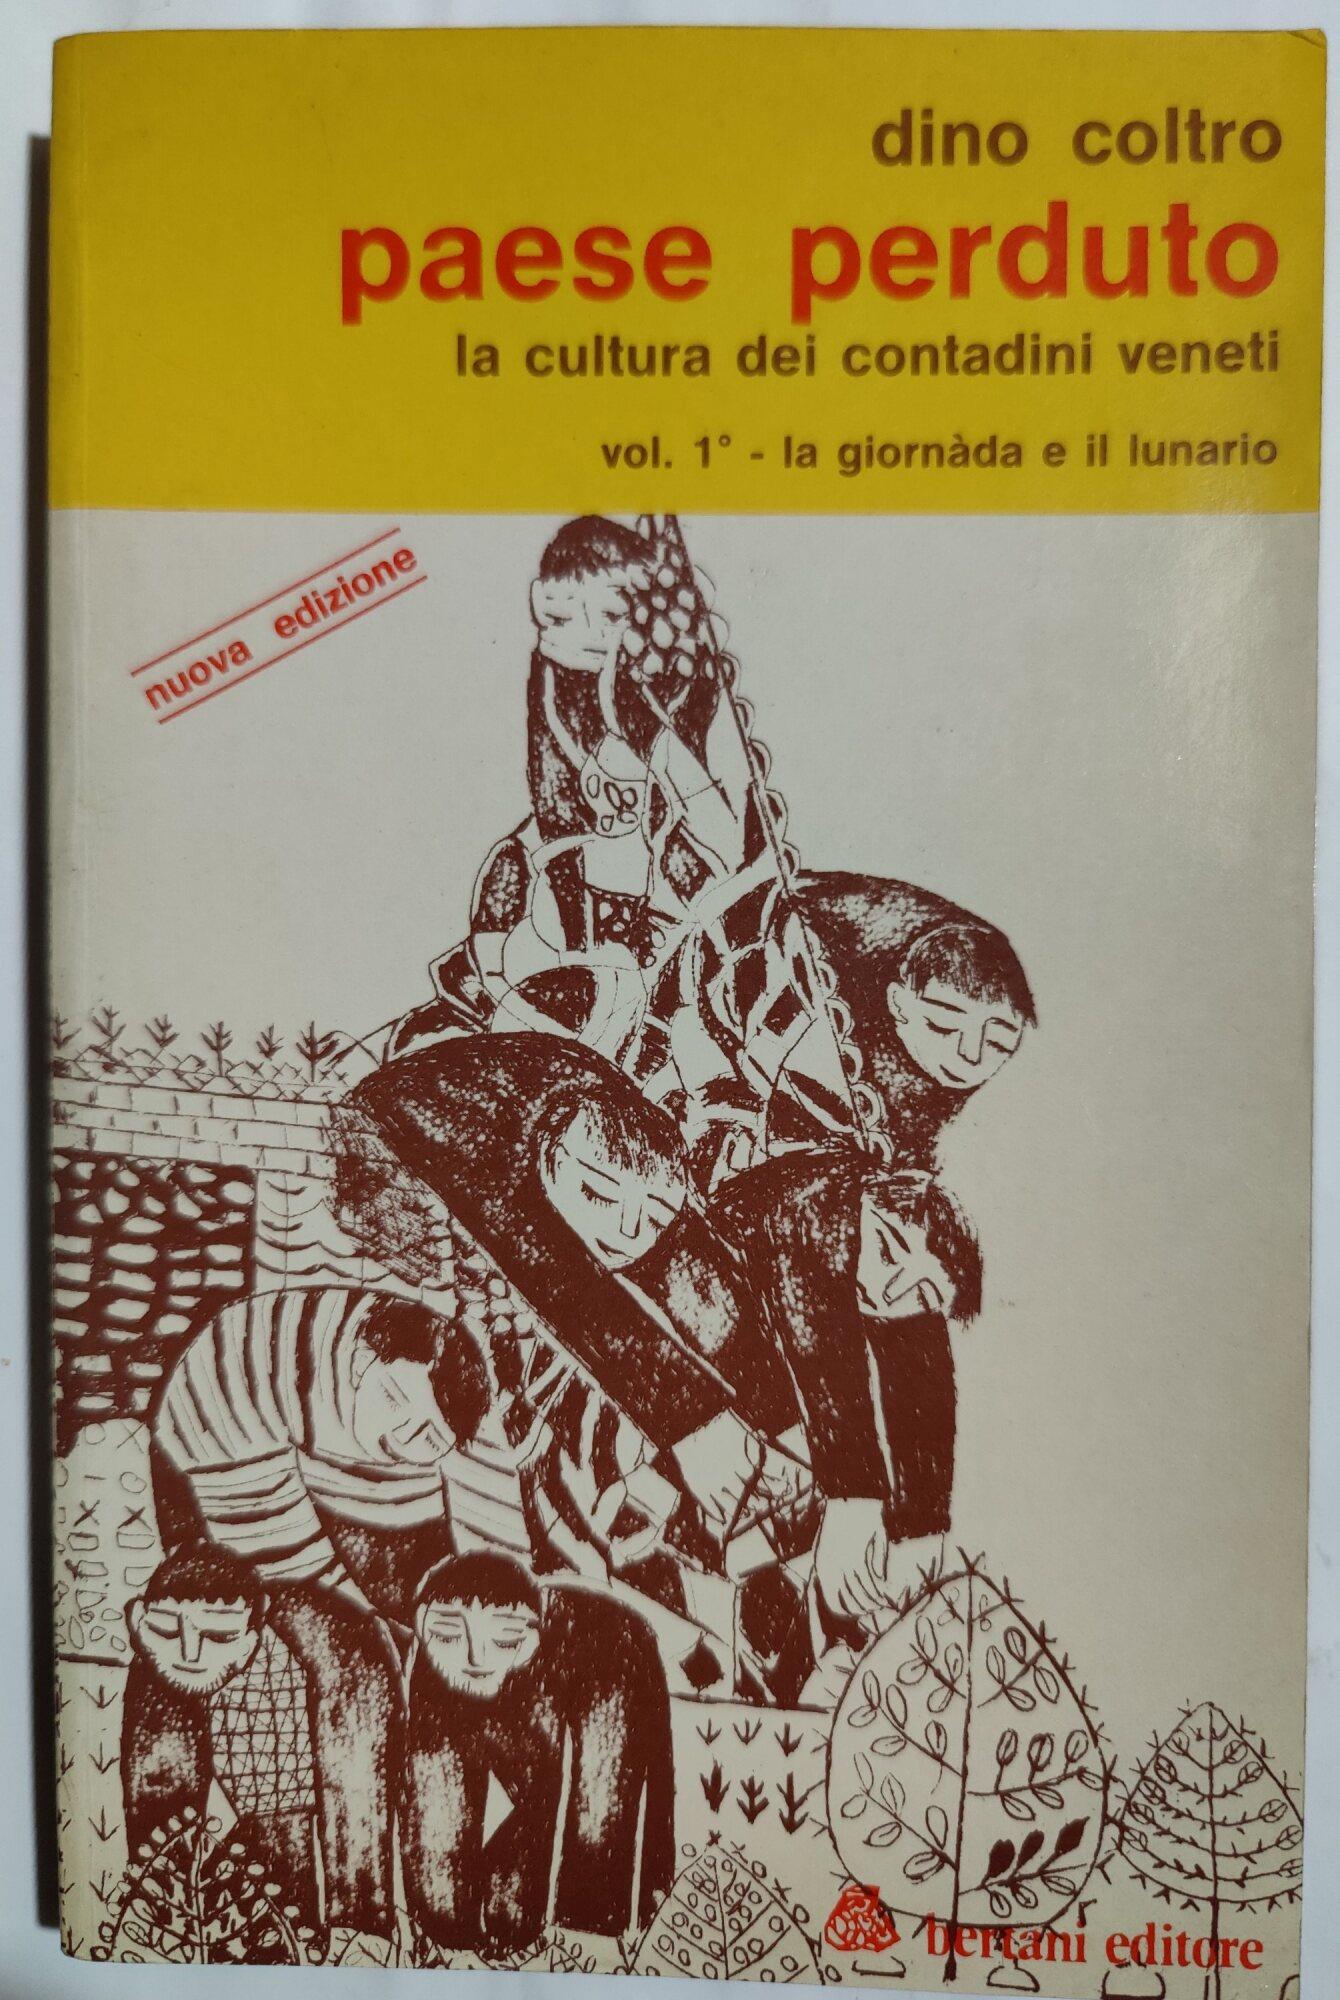 dino coltro
paese perduto
la cultura dei contadini veneti
vol. 1° - la giornàda e il lunario
nuova edizione
bertani editore